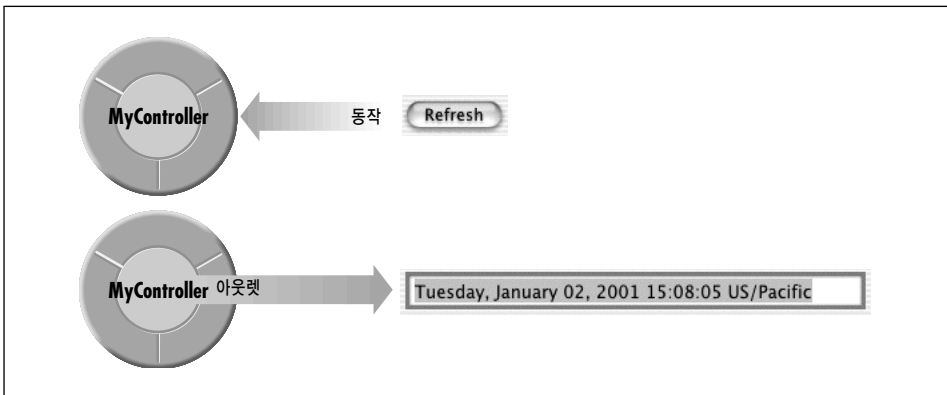 MyController
동작
Refresh
MyController
아웃렛
Tuesday, January 02, 2001 15:08:05 US/Pacific